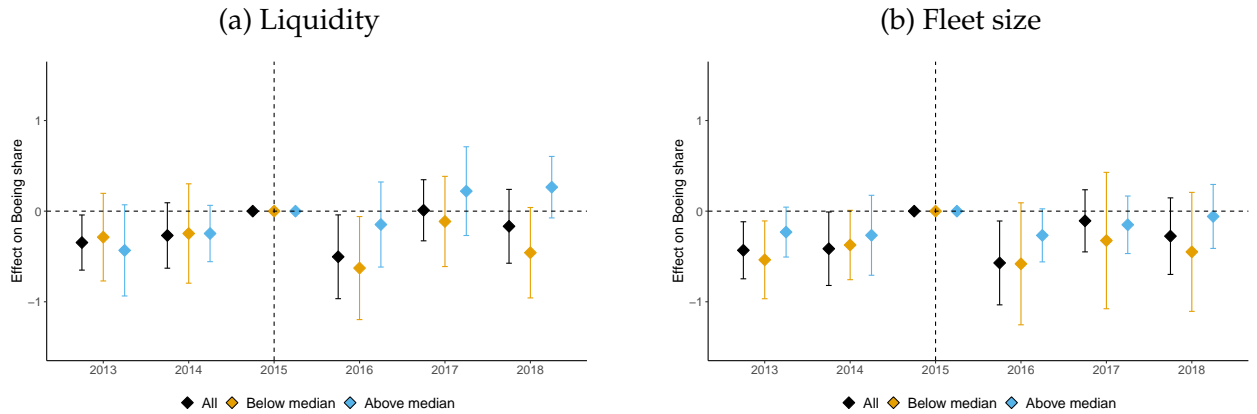 (a) Liquidity
Effect on Boeing share
1
0
−1
2013 2014 2015 2016 2017 2018
All Below median Above median
(b) Fleet size
Effect on Boeing share
1
0
−1
2013 2014 2015 2016 2017 2018
All Below median Above median